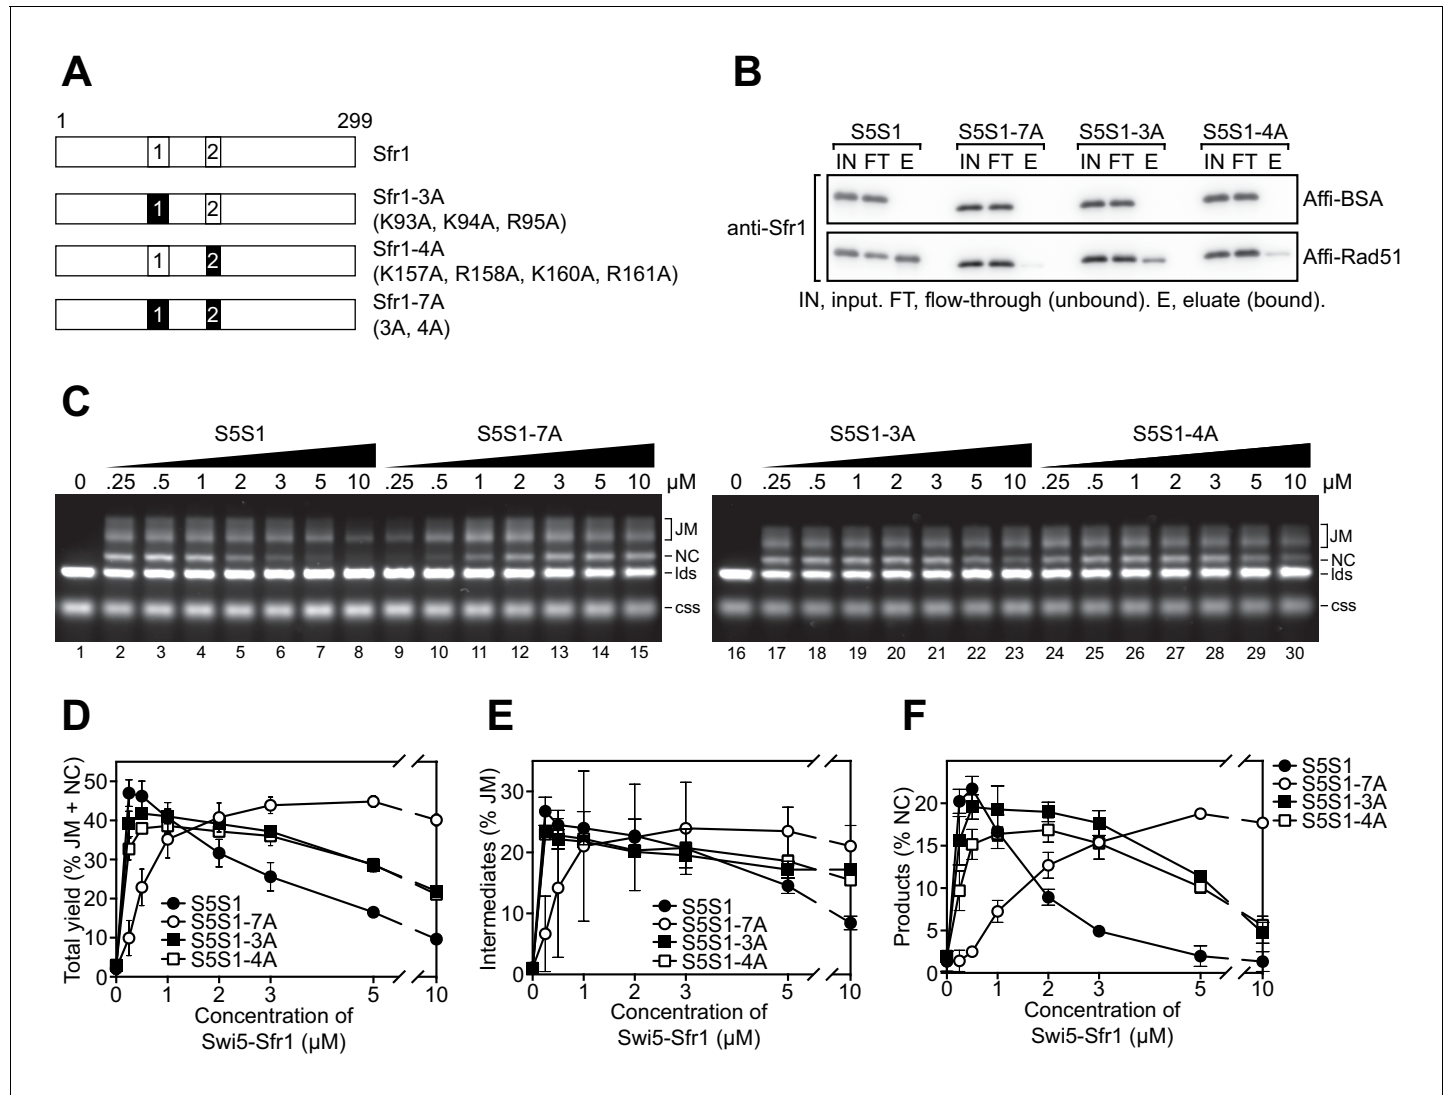 A
1 299
1 2 Sfr1
1 2 Sfr1-3A
(K93A, K94A, R95A)
1 2 Sfr1-4A
(K157A, R158A, K160A, R161A)
1 2 Sfr1-7A
(3A, 4A)
B
S5S1 S5S1-7A S5S1-3A S5S1-4A
IN FT E IN FT E IN FT E IN FT E
Affi-BSA
anti-Sfr1
Affi-Rad51
IN, input. FT, flow-through (unbound). E, eluate (bound).
C
S5S1 S5S1-7A
0 .25 .5 1 2 3 5 10 .25 .5 1 2 3 5 10 µM
JM
NC
lds
css
1 2 3 4 5 6 7 8 9 10 11 12 13 14 15
S5S1-3A S5S1-4A
0 .25 .5 1 2 3 5 10 .25 .5 1 2 3 5 10 µM
JM
NC
lds
css
16 17 18 19 20 21 22 23 24 25 26 27 28 29 30
D
Total yield (% JM + NC)
50
40
30
20
10
0
S5S1
S5S1-7A
S5S1-3A
S5S1-4A
0 1 2 3 5 10
Concentration of
Swi5-Sfr1 (µM)
E
Intermediates (% JM)
30
20
10
0
S5S1
S5S1-7A
S5S1-3A
S5S1-4A
0 1 2 3 5 10
Concentration of
Swi5-Sfr1 (µM)
F
Products (% NC)
20
15
10
5
0
S5S1
S5S1-7A
S5S1-3A
S5S1-4A
0 1 2 3 5 10
Concentration of
Swi5-Sfr1 (µM)